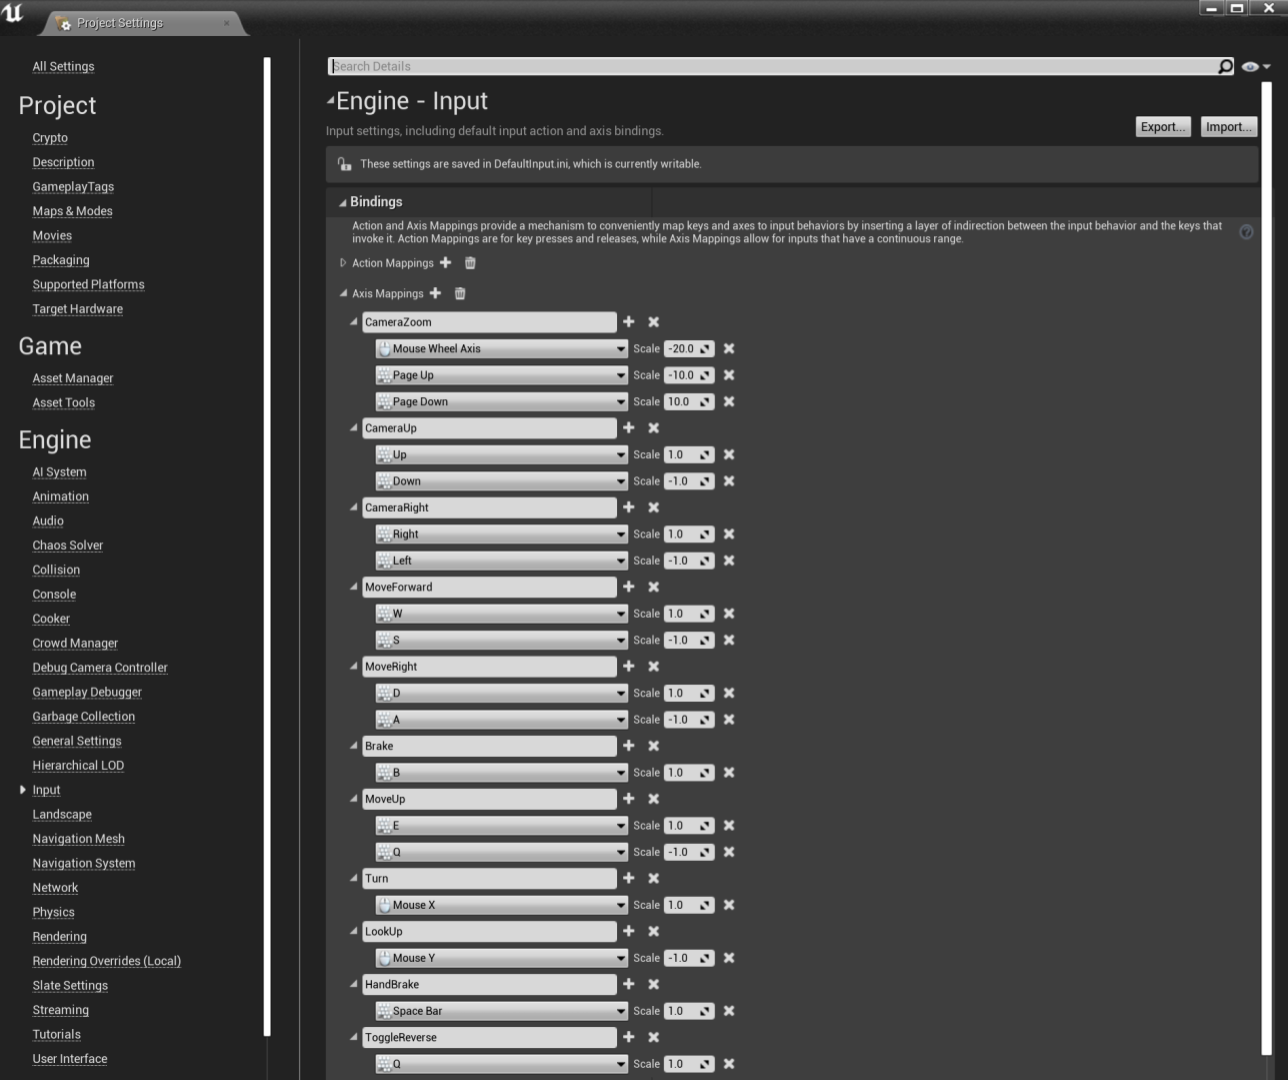 Project Settings
All Settings
Project
Crypto
Description
GameplayTags
Maps & Modes
Movies
Packaging
Supported Platforms
Target Hardware
Game
Asset Manager
Asset Tools
Engine
AI System
Animation
Audio
Chaos Solver
Collision
Console
Cooker
Crowd Manager
Debug Camera Controller
Gameplay Debugger
Garbage Collection
General Settings
Hierarchical LOD
Input
Landscape
Navigation Mesh
Navigation System
Network
Physics
Rendering
Rendering Overrides (Local)
Slate Settings
Streaming
Tutorials
User Interface
Search Details
Engine - Input
Input settings, including default input action and axis bindings.
Export... Import...
These settings are saved in DefaultInput.ini, which is currently writable.
Bindings
Action and Axis Mappings provide a mechanism to conveniently map keys and axes to input behaviors by inserting a layer of indirection between the input behavior and the keys that
invoke it. Action Mappings are for key presses and releases, while Axis Mappings allow for inputs that have a continuous range.
Action Mappings
Axis Mappings
CameraZoom
Mouse Wheel Axis Scale -20.0
Page Up Scale -10.0
Page Down Scale 10.0
CameraUp
Up Scale 1.0
Down Scale -1.0
CameraRight
Right Scale 1.0
Left Scale -1.0
MoveForward
W Scale 1.0
S Scale -1.0
MoveRight
D Scale 1.0
A Scale -1.0
Brake
B Scale 1.0
MoveUp
E Scale 1.0
Q Scale -1.0
Turn
Mouse X Scale 1.0
LookUp
Mouse Y Scale -1.0
HandBrake
Space Bar Scale 1.0
ToggleReverse
Q Scale 1.0